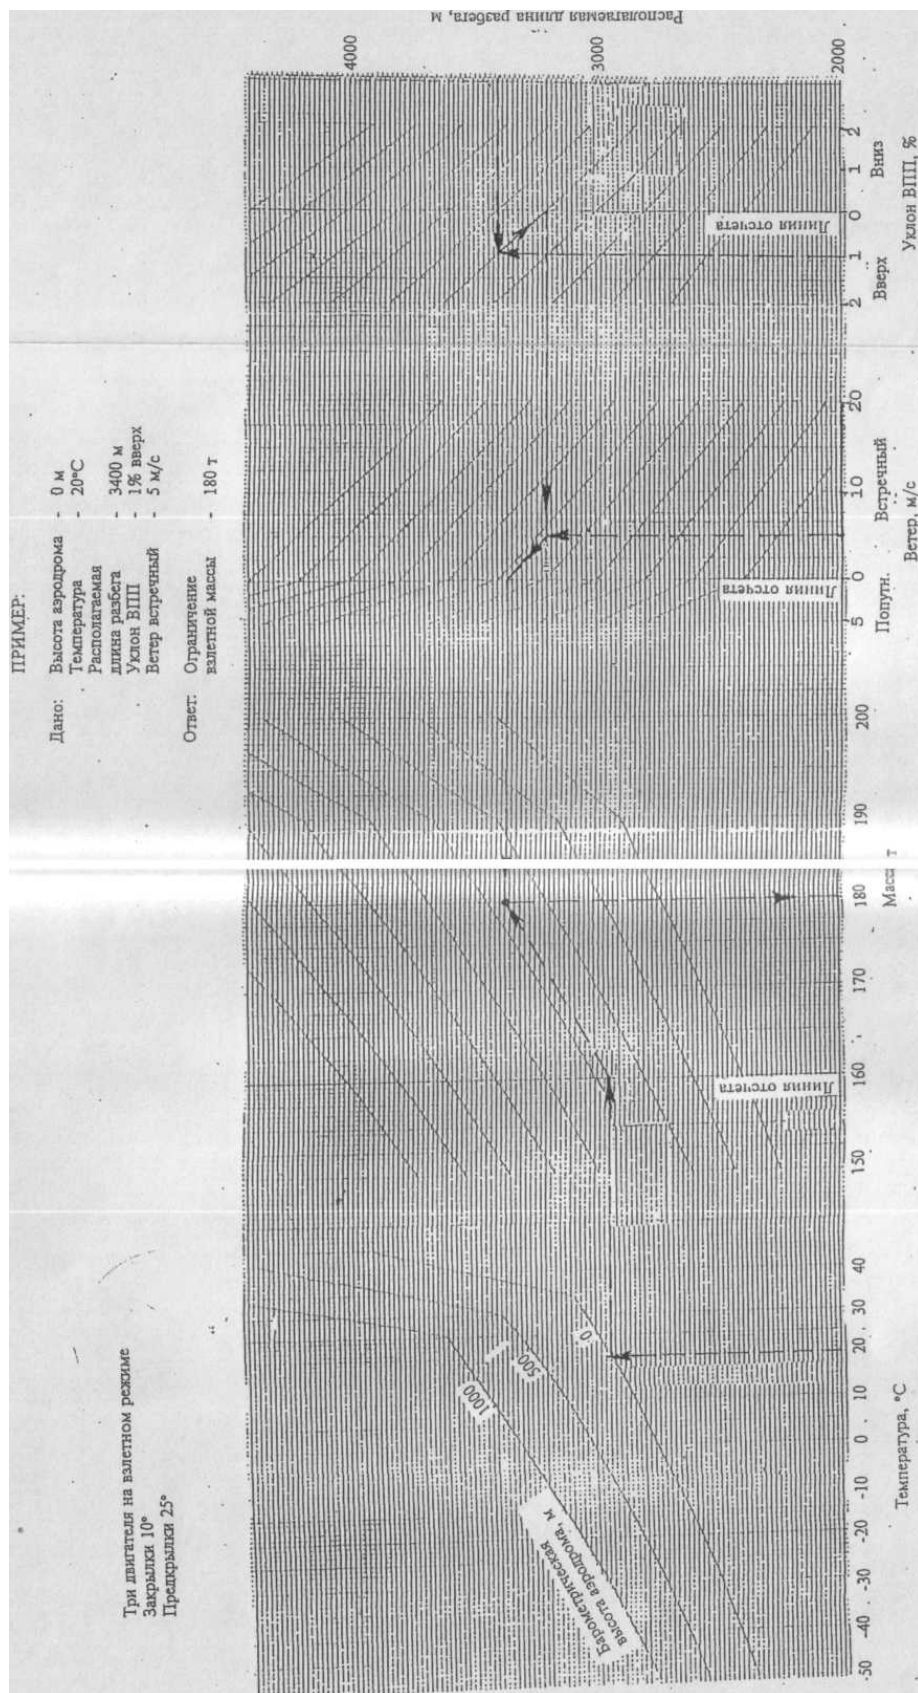 Три двигателя на взлетном режиме
Закрылки 10°
Предкрылки 25°
ПРИМЕР:
Дано: Высота аэродрома - 0 м
Температура - 20°С
Располагаемая
длина разбега - 3400 м
Уклон ВПП - 1% вверх
Ветер встречный - 5 м/с
Ответ: Ограничение
взлетной массы - 180 т
Барометрическая
высота аэродрома, м
1000
500
0
Линия отсчета
Линия отсчета
Линия отсчета
4000
3000
2000
Располагаемая длина разбега, м
-50 -40 -30 -20 -10 0 10 20 30 40
Температура, °С
150 160 170 180 190 200
Масса т
5 0 10 20
Попутн. Встречный
Ветер, м/с
2 1 0 1 2
Вверх Вниз
Уклон ВПП, %